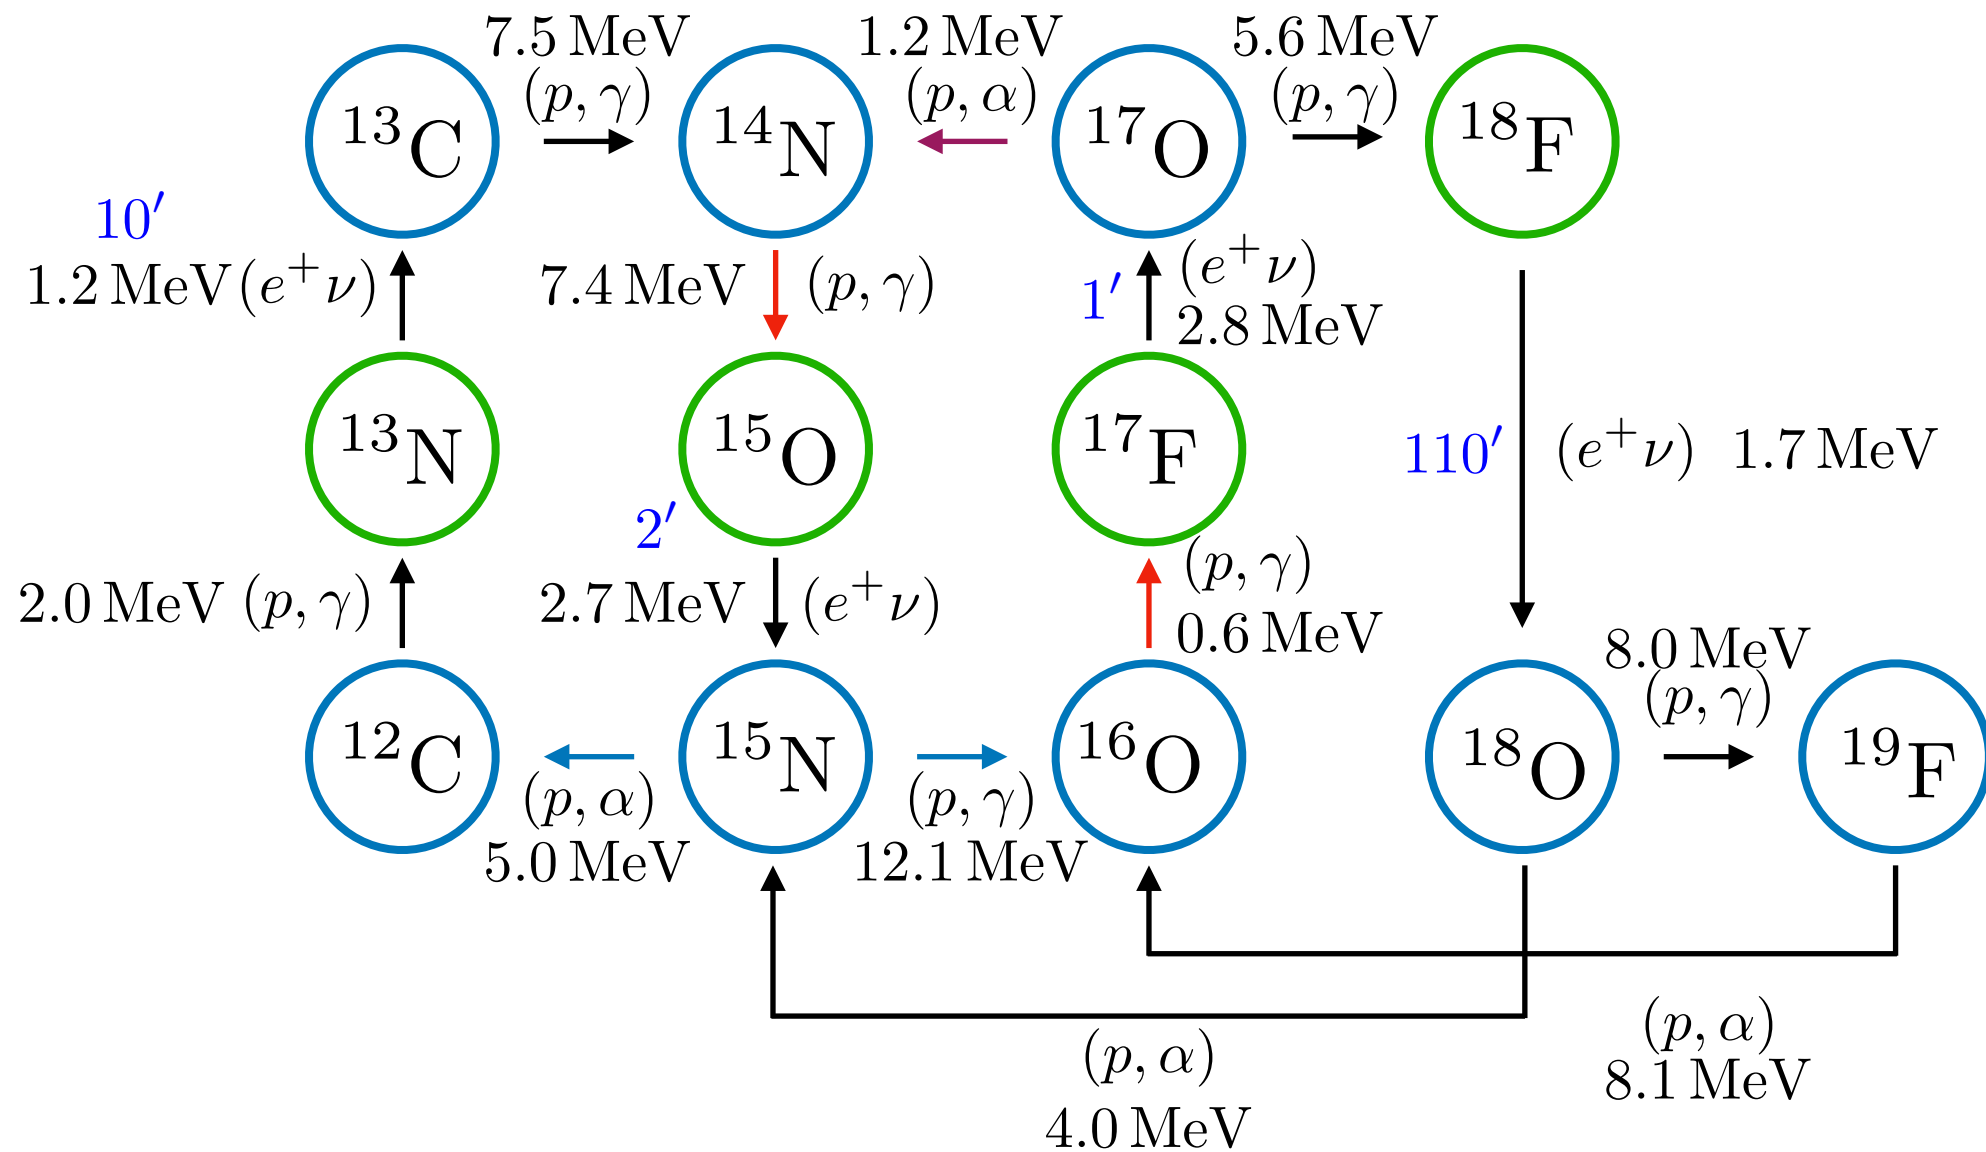 7.5 MeV 1.2 MeV 5.6 MeV
(p, γ) (p, α) (p, γ)
¹³C ¹⁴N ¹⁷O ¹⁸F
10′
1.2 MeV (e⁺ν) 7.4 MeV (p, γ) 1′ (e⁺ν)
2.8 MeV
¹³N ¹⁵O ¹⁷F 110′ (e⁺ν) 1.7 MeV
2′
2.0 MeV (p, γ) 2.7 MeV (e⁺ν) (p, γ)
0.6 MeV
8.0 MeV
(p, γ)
¹²C ¹⁵N ¹⁶O ¹⁸O ¹⁹F
(p, α) (p, γ)
5.0 MeV 12.1 MeV
(p, α)
8.1 MeV
(p, α)
4.0 MeV